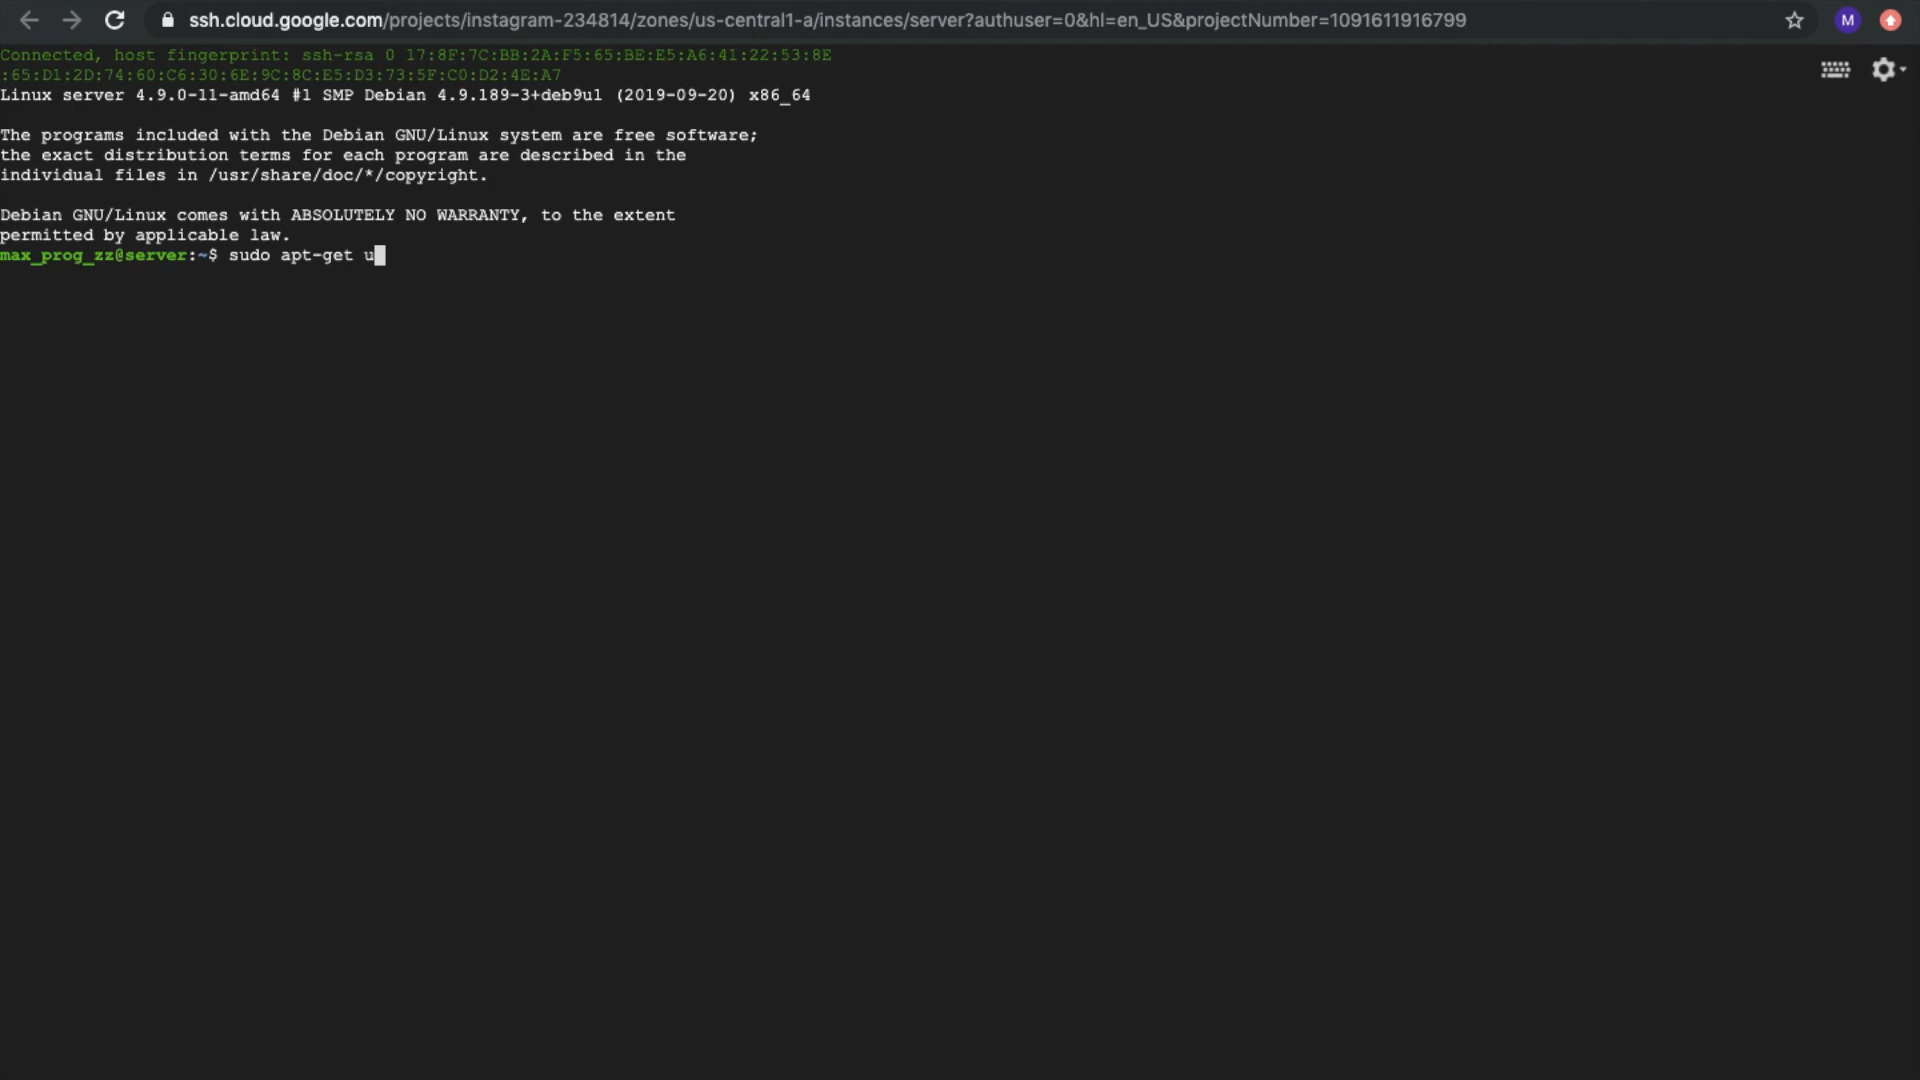 ssh.cloud.google.com/projects/instagram-234814/zones/us-central1-a/instances/server?authuser=0&hl=en_US&projectNumber=1091611916799
M
Connected, host fingerprint: ssh-rsa 0 17:8F:7C:BB:2A:F5:65:BE:E5:A6:41:22:53:8E
:65:D1:2D:74:60:C6:30:6E:9C:8C:E5:D3:73:5F:C0:D2:4E:A7
Linux server 4.9.0-11-amd64 #1 SMP Debian 4.9.189-3+deb9u1 (2019-09-20) x86_64
The programs included with the Debian GNU/Linux system are free software;
the exact distribution terms for each program are described in the
individual files in /usr/share/doc/*/copyright.
Debian GNU/Linux comes with ABSOLUTELY NO WARRANTY, to the extent
permitted by applicable law.
max_prog_zz@server:~$ sudo apt-get u